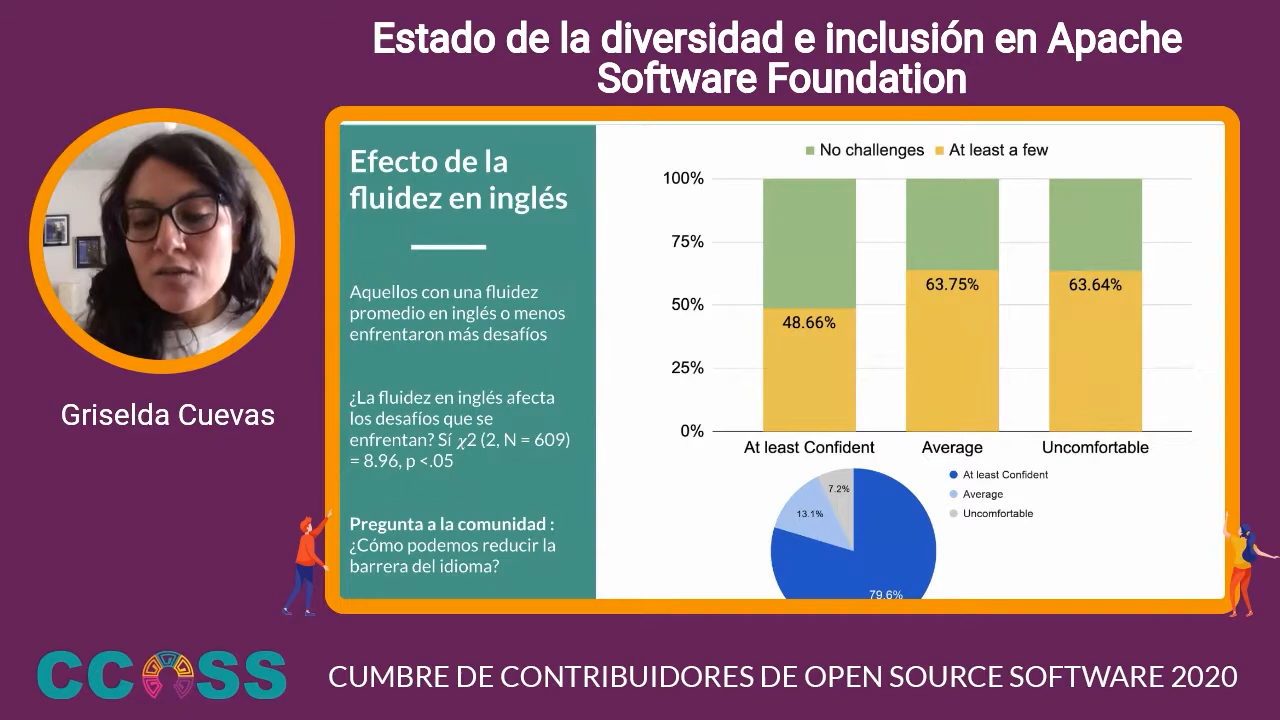 Estado de la diversidad e inclusión en Apache
Software Foundation
Griselda Cuevas
Efecto de la
fluidez en inglés
Aquellos con una fluidez
promedio en inglés o menos
enfrentaron más desafíos
¿La fluidez en inglés afecta
los desafíos que se
enfrentan? Sí χ2 (2, N = 609)
= 8.96, p <.05
Pregunta a la comunidad :
¿Cómo podemos reducir la
barrera del idioma?
No challenges At least a few
100%
75%
50%
25%
0%
48.66%
63.75%
63.64%
At least Confident Average Uncomfortable
7.2%
13.1%
79.6%
At least Confident
Average
Uncomfortable
CCOSS
CUMBRE DE CONTRIBUIDORES DE OPEN SOURCE SOFTWARE 2020